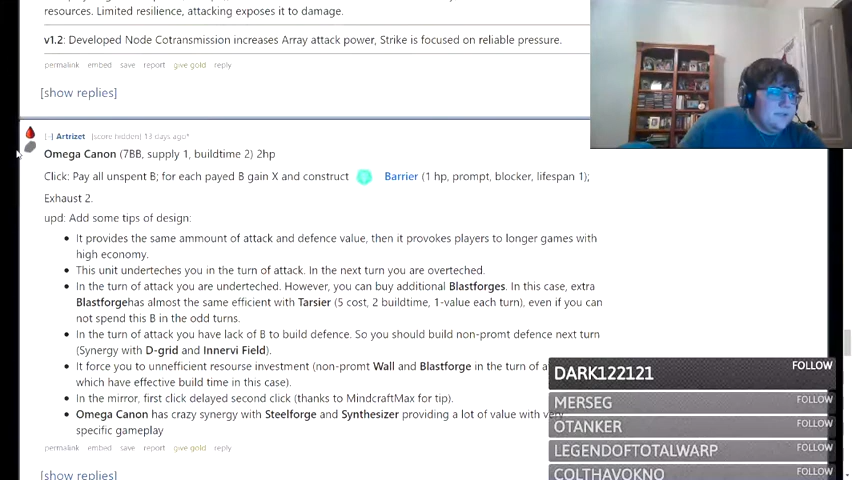 resources. Limited resilience, attacking exposes it to damage.
v1.2: Developed Node Cotransmission increases Array attack power, Strike is focused on reliable pressure.
permalink embed save report give gold reply
[show replies]
[-] Artrizet [score hidden] 13 days ago*
Omega Canon (7BB, supply 1, buildtime 2) 2hp
Click: Pay all unspent B; for each payed B gain X and construct Barrier (1 hp, prompt, blocker, lifespan 1);
Exhaust 2.
upd: Add some tips of design:
• It provides the same ammount of attack and defence value, then it provokes players to longer games with
high economy.
• This unit underteches you in the turn of attack. In the next turn you are overteched.
• In the turn of attack you are underteched. However, you can buy additional Blastforges. In this case, extra
Blastforgehas almost the same efficient with Tarsier (5 cost, 2 buildtime, 1-value each turn), even if you can
not spend this B in the odd turns.
• In the turn of attack you have lack of B to build defence. So you should build non-promt defence next turn
(Synergy with D-grid and Innervi Field).
• It force you to unnefficient resourse investment (non-promt Wall and Blastforge in the turn of
which have effective build time in this case).
• In the mirror, first click delayed second click (thanks to MindcraftMax for tip).
• Omega Canon has crazy synergy with Steelforge and Synthesizer providing a lot of value with very
specific gameplay
permalink embed save report give gold reply
[show replies]
DARK122121 FOLLOW
MERSEG FOLLOW
OTANKER FOLLOW
LEGENDOFTOTALWARP FOLLOW
COLTHAVOKNO FOLLOW